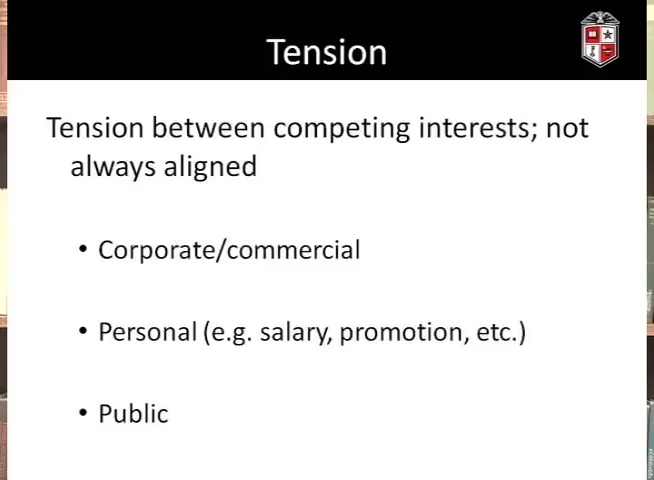 Tension
Tension between competing interests; not
always aligned
• Corporate/commercial
• Personal (e.g. salary, promotion, etc.)
• Public